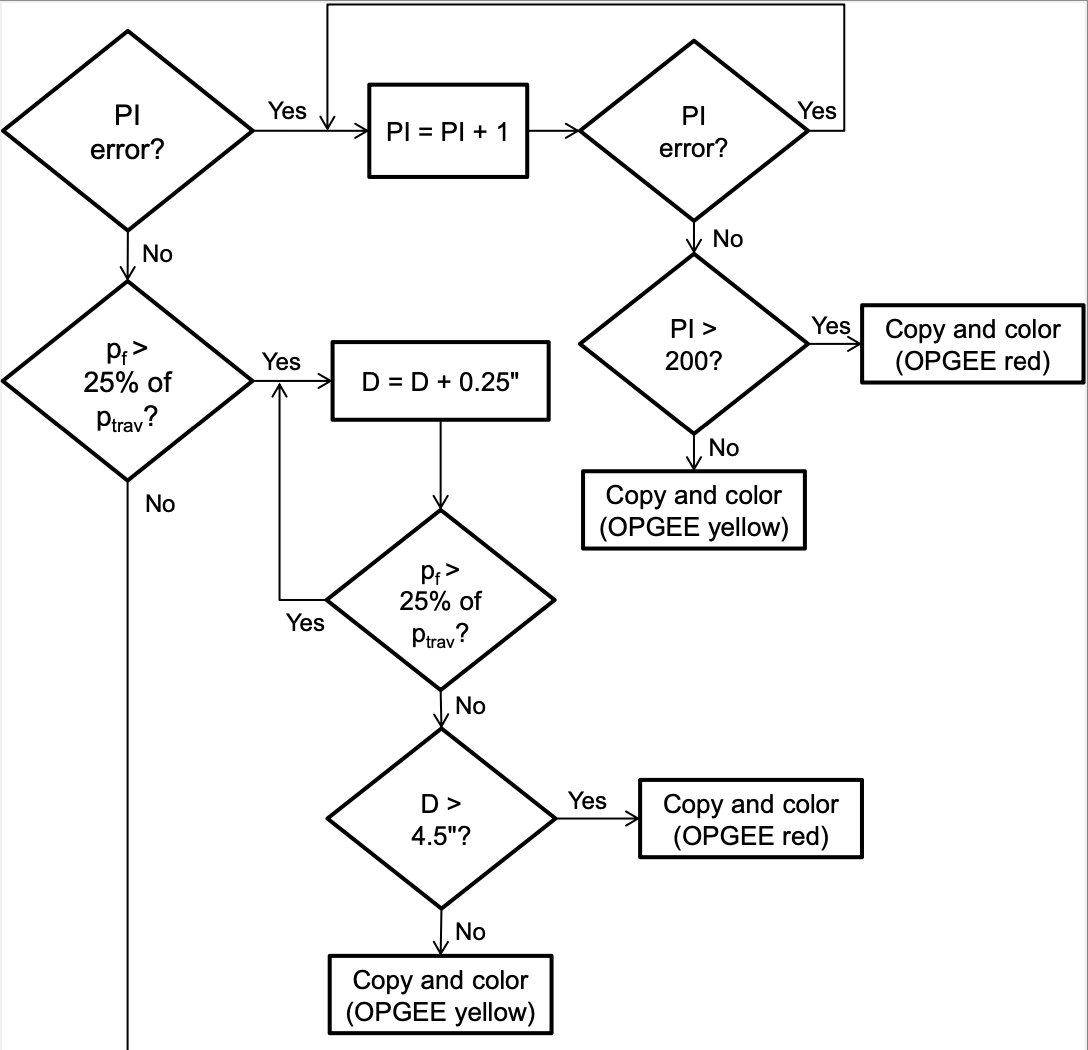 PI
error?
Yes
PI = PI + 1
PI
error?
Yes
No
No
PI >
200?
Yes
Copy and color
(OPGEE red)
No
Copy and color
(OPGEE yellow)
pf >
25% of
ptrav?
Yes
D = D + 0.25"
No
pf >
25% of
ptrav?
Yes
No
D >
4.5"?
Yes
Copy and color
(OPGEE red)
No
Copy and color
(OPGEE yellow)